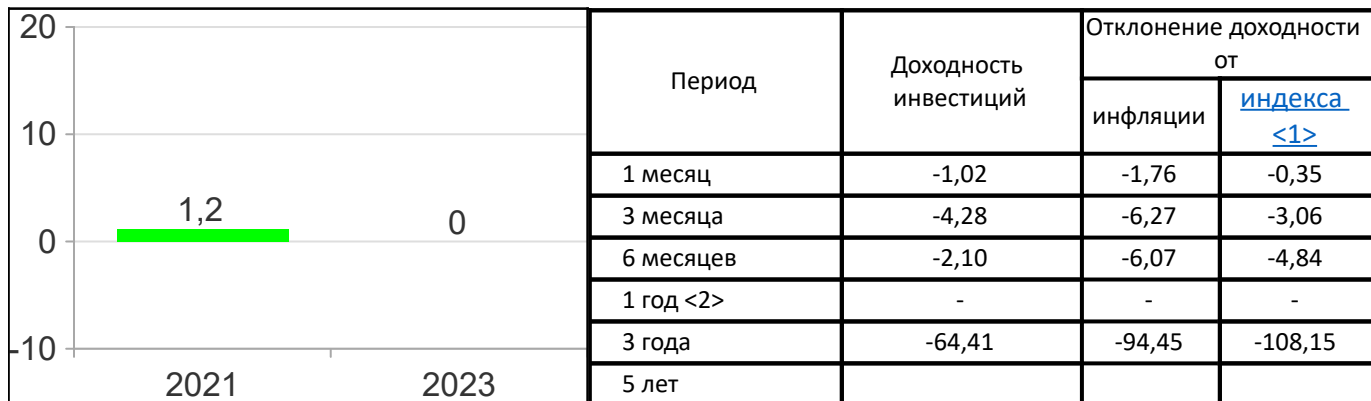 20
10
0
-10
1,2
0
2021 2023
Период Доходность инвестиций Отклонение доходности от
инфляции индекса <1>
1 месяц -1,02 -1,76 -0,35
3 месяца -4,28 -6,27 -3,06
6 месяцев -2,10 -6,07 -4,84
1 год <2> - - -
3 года -64,41 -94,45 -108,15
5 лет